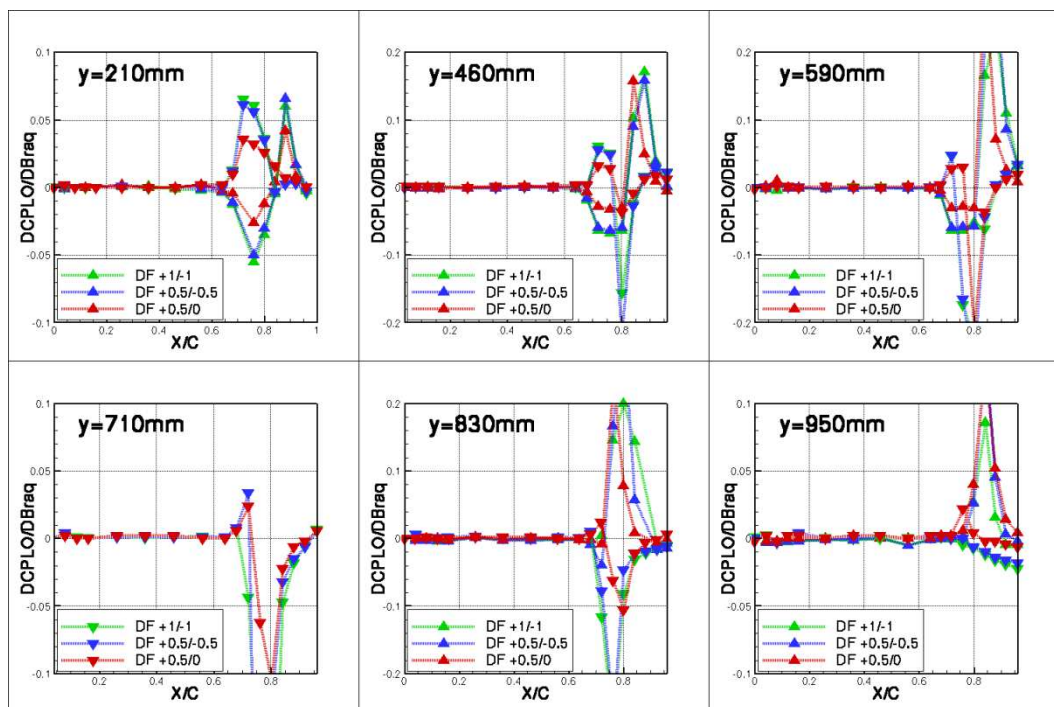 y=210mm
DCPLO/DBraq
0.1
0.05
0
-0.05
-0.1
DF +1/-1
DF +0.5/-0.5
DF +0.5/0
0 0.2 0.4 0.6 0.8 1
X/C
y=460mm
DCPLO/DBraq
0.2
0.1
0
-0.1
-0.2
DF +1/-1
DF +0.5/-0.5
DF +0.5/0
0.2 0.4 0.6 0.8
X/C
y=590mm
DCPLO/DBraq
0.2
0.1
0
-0.1
-0.2
DF +1/-1
DF +0.5/-0.5
DF +0.5/0
0 0.2 0.4 0.6 0.8
X/C
y=710mm
DCPLO/DBraq
0.1
0.05
0
-0.05
-0.1
DF +1/-1
DF +0.5/-0.5
DF +0.5/0
0.2 0.4 0.6 0.8
X/C
y=830mm
DCPLO/DBraq
0.2
0.1
0
-0.1
-0.2
DF +1/-1
DF +0.5/-0.5
DF +0.5/0
0 0.2 0.4 0.6 0.8
X/C
y=950mm
DCPLO/DBraq
0.1
0.05
0
-0.05
-0.1
DF +1/-1
DF +0.5/-0.5
DF +0.5/0
0 0.2 0.4 0.6 0.8
X/C